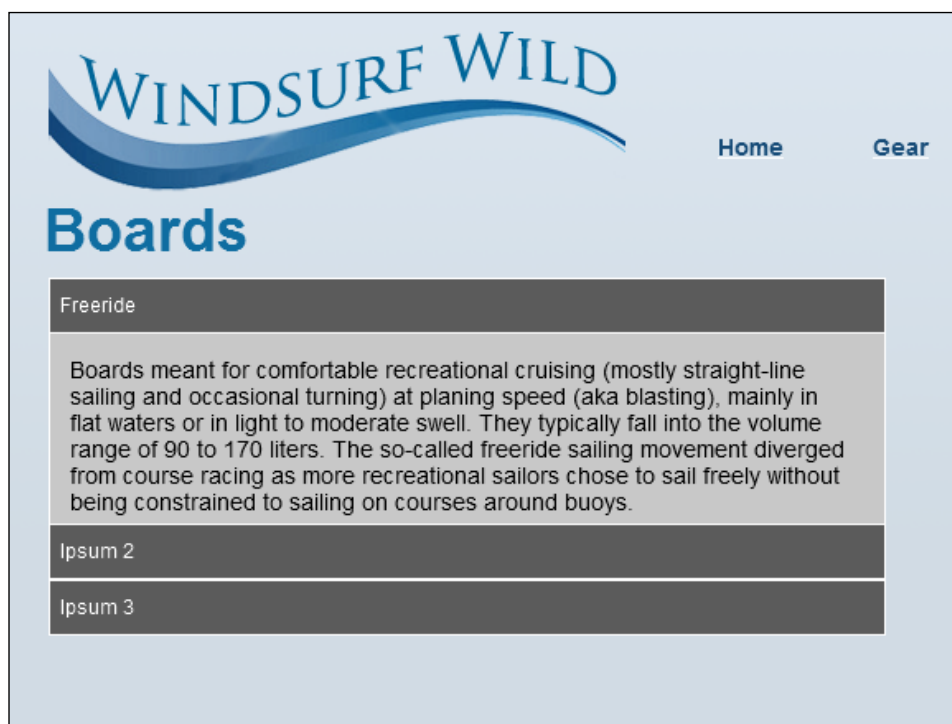 WINDSURF WILD
Home Gear
Boards
Freeride
Boards meant for comfortable recreational cruising (mostly straight-line
sailing and occasional turning) at planing speed (aka blasting), mainly in
flat waters or in light to moderate swell. They typically fall into the volume
range of 90 to 170 liters. The so-called freeride sailing movement diverged
from course racing as more recreational sailors chose to sail freely without
being constrained to sailing on courses around buoys.
Ipsum 2
Ipsum 3